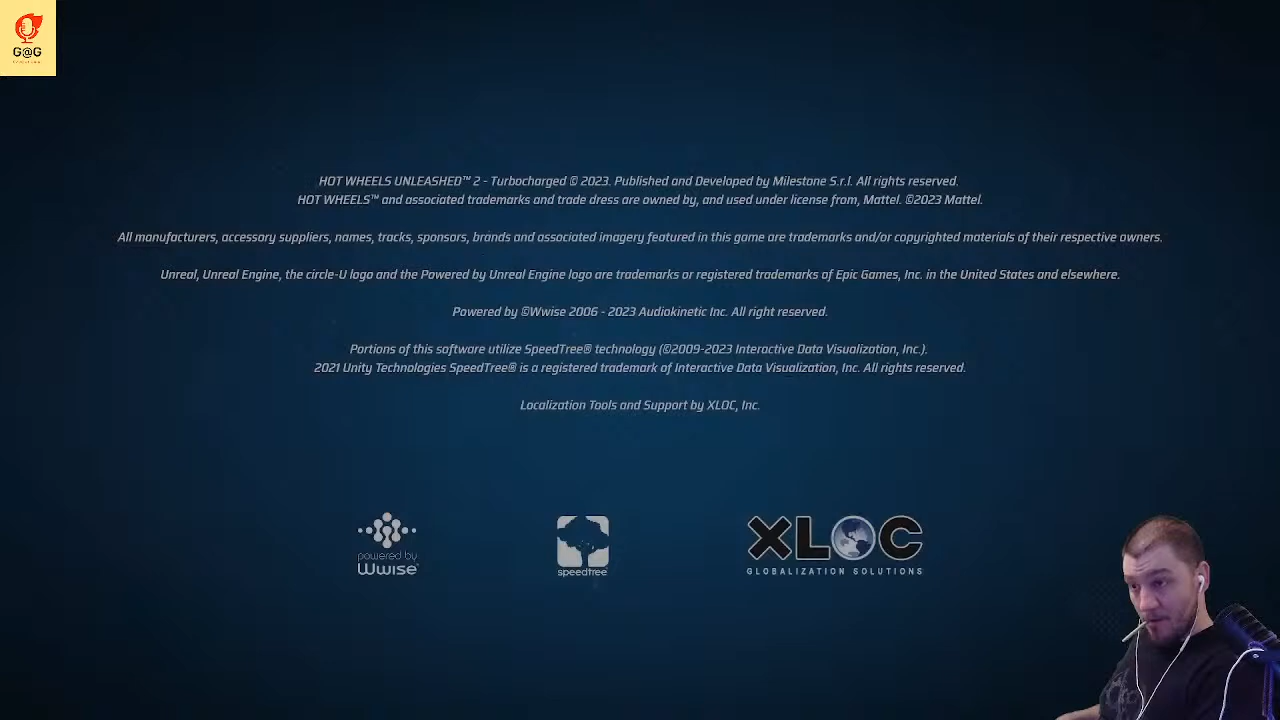 G@G
HOT WHEELS UNLEASHED™ 2 - Turbocharged © 2023. Published and Developed by Milestone S.r.l. All rights reserved.
HOT WHEELS™ and associated trademarks and trade dress are owned by, and used under license from, Mattel. ©2023 Mattel.
All manufacturers, accessory suppliers, names, tracks, sponsors, brands and associated imagery featured in this game are trademarks and/or copyrighted materials of their respective owners.
Unreal, Unreal Engine, the circle-U logo and the Powered by Unreal Engine logo are trademarks or registered trademarks of Epic Games, Inc. in the United States and elsewhere.
Powered by ©Wwise 2006 - 2023 Audiokinetic Inc. All right reserved.
Portions of this software utilize SpeedTree® technology (©2009-2023 Interactive Data Visualization, Inc.).
2021 Unity Technologies SpeedTree® is a registered trademark of Interactive Data Visualization, Inc. All rights reserved.
Localization Tools and Support by XLOC, Inc.
powered by
Wwise
speedtree
XLOC
GLOBALIZATION SOLUTIONS